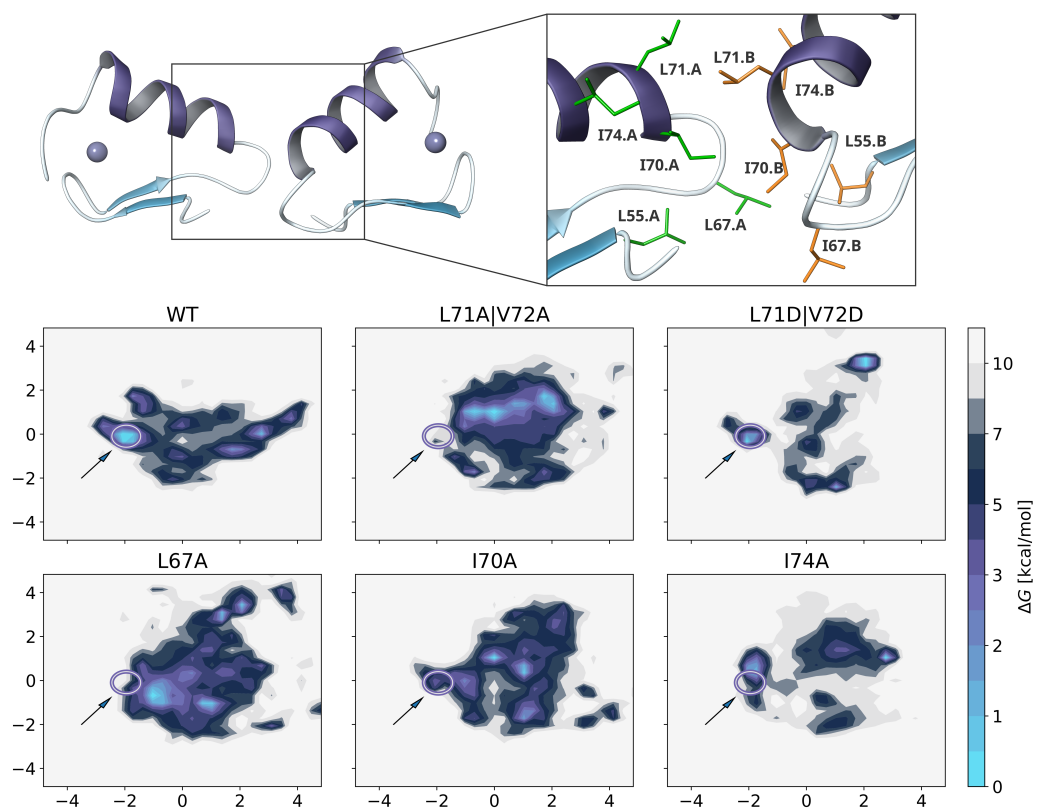 L71.A
L71.B
I74.B
I74.A
I70.A
I70.B
L55.B
L55.A
L67.A
I67.B
WT
L71A|V72A
L71D|V72D
4
2
0
−2
−4
10
7
5
3
2
1
0
ΔG [kcal/mol]
L67A
I70A
I74A
4
2
0
−2
−4
−4 −2 0 2 4
−4 −2 0 2 4
−4 −2 0 2 4